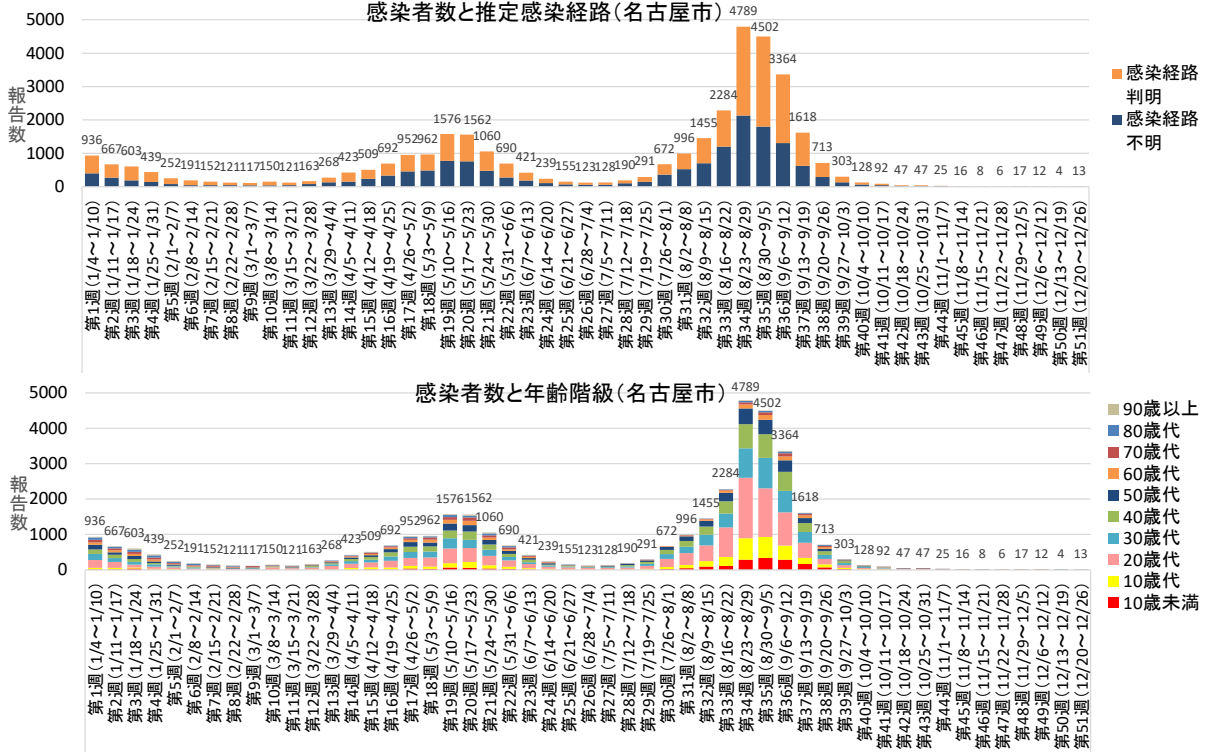 感染者数と推定感染経路（名古屋市）
5000
4000
3000
2000
1000
0
報告数
936
667
603
439
252
191
152
121
117
150
121
163
268
423
509
692
952
962
1576
1562
1060
690
421
239
155
123
128
190
291
672
996
1455
2284
4789
4502
3364
1618
713
303
128
92
47
47
25
16
8
6
17
12
4
13
感染経路
判明
感染経路
不明
第1週（1/4～1/10）
第2週（1/11～1/17）
第3週（1/18～1/24）
第4週（1/25～1/31）
第5週（2/1～2/7）
第6週（2/8～2/14）
第7週（2/15～2/21）
第8週（2/22～2/28）
第9週（3/1～3/7）
第10週（3/8～3/14）
第11週（3/15～3/21）
第12週（3/22～3/28）
第13週（3/29～4/4）
第14週（4/5～4/11）
第15週（4/12～4/18）
第16週（4/19～4/25）
第17週（4/26～5/2）
第18週（5/3～5/9）
第19週（5/10～5/16）
第20週（5/17～5/23）
第21週（5/24～5/30）
第22週（5/31～6/6）
第23週（6/7～6/13）
第24週（6/14～6/20）
第25週（6/21～6/27）
第26週（6/28～7/4）
第27週（7/5～7/11）
第28週（7/12～7/18）
第29週（7/19～7/25）
第30週（7/26～8/1）
第31週（8/2～8/8）
第32週（8/9～8/15）
第33週（8/16～8/22）
第34週（8/23～8/29）
第35週（8/30～9/5）
第36週（9/6～9/12）
第37週（9/13～9/19）
第38週（9/20～9/26）
第39週（9/27～10/3）
第40週（10/4～10/10）
第41週（10/11～10/17）
第42週（10/18～10/24）
第43週（10/25～10/31）
第44週（11/1～11/7）
第45週（11/8～11/14）
第46週（11/15～11/21）
第47週（11/22～11/28）
第48週（11/29～12/5）
第49週（12/6～12/12）
第50週（12/13～12/19）
第51週（12/20～12/26）
感染者数と年齢階級（名古屋市）
5000
4000
3000
2000
1000
0
報告数
936
667
603
439
252
191
152
121
117
150
121
163
268
423
509
692
952
962
1576
1562
1060
690
421
239
155
123
128
190
291
672
996
1455
2284
4789
4502
3364
1618
713
303
128
92
47
47
25
16
8
6
17
12
4
13
90歳以上
80歳代
70歳代
60歳代
50歳代
40歳代
30歳代
20歳代
10歳代
10歳未満
第1週（1/4～1/10）
第2週（1/11～1/17）
第3週（1/18～1/24）
第4週（1/25～1/31）
第5週（2/1～2/7）
第6週（2/8～2/14）
第7週（2/15～2/21）
第8週（2/22～2/28）
第9週（3/1～3/7）
第10週（3/8～3/14）
第11週（3/15～3/21）
第12週（3/22～3/28）
第13週（3/29～4/4）
第14週（4/5～4/11）
第15週（4/12～4/18）
第16週（4/19～4/25）
第17週（4/26～5/2）
第18週（5/3～5/9）
第19週（5/10～5/16）
第20週（5/17～5/23）
第21週（5/24～5/30）
第22週（5/31～6/6）
第23週（6/7～6/13）
第24週（6/14～6/20）
第25週（6/21～6/27）
第26週（6/28～7/4）
第27週（7/5～7/11）
第28週（7/12～7/18）
第29週（7/19～7/25）
第30週（7/26～8/1）
第31週（8/2～8/8）
第32週（8/9～8/15）
第33週（8/16～8/22）
第34週（8/23～8/29）
第35週（8/30～9/5）
第36週（9/6～9/12）
第37週（9/13～9/19）
第38週（9/20～9/26）
第39週（9/27～10/3）
第40週（10/4～10/10）
第41週（10/11～10/17）
第42週（10/18～10/24）
第43週（10/25～10/31）
第44週（11/1～11/7）
第45週（11/8～11/14）
第46週（11/15～11/21）
第47週（11/22～11/28）
第48週（11/29～12/5）
第49週（12/6～12/12）
第50週（12/13～12/19）
第51週（12/20～12/26）